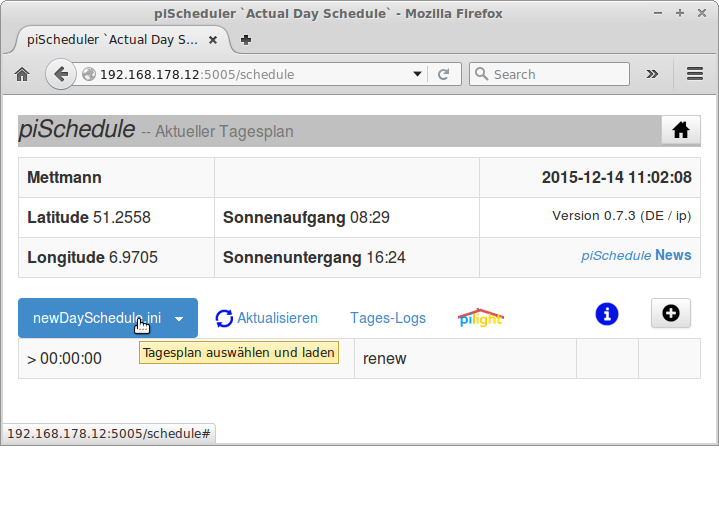 piScheduler `Actual Day Schedule` - Mozilla Firefox
piScheduler `Actual Day S...
192.168.178.12:5005/schedule
Search
piSchedule -- Aktueller Tagesplan
Mettmann 2015-12-14 11:02:08
Latitude 51.2558 Sonnenaufgang 08:29 Version 0.7.3 (DE / ip)
Longitude 6.9705 Sonnenuntergang 16:24 piSchedule News
newDaySchedule.ini Aktualisieren Tages-Logs pilight
> 00:00:00 renew
Tagesplan auswählen und laden
192.168.178.12:5005/schedule#